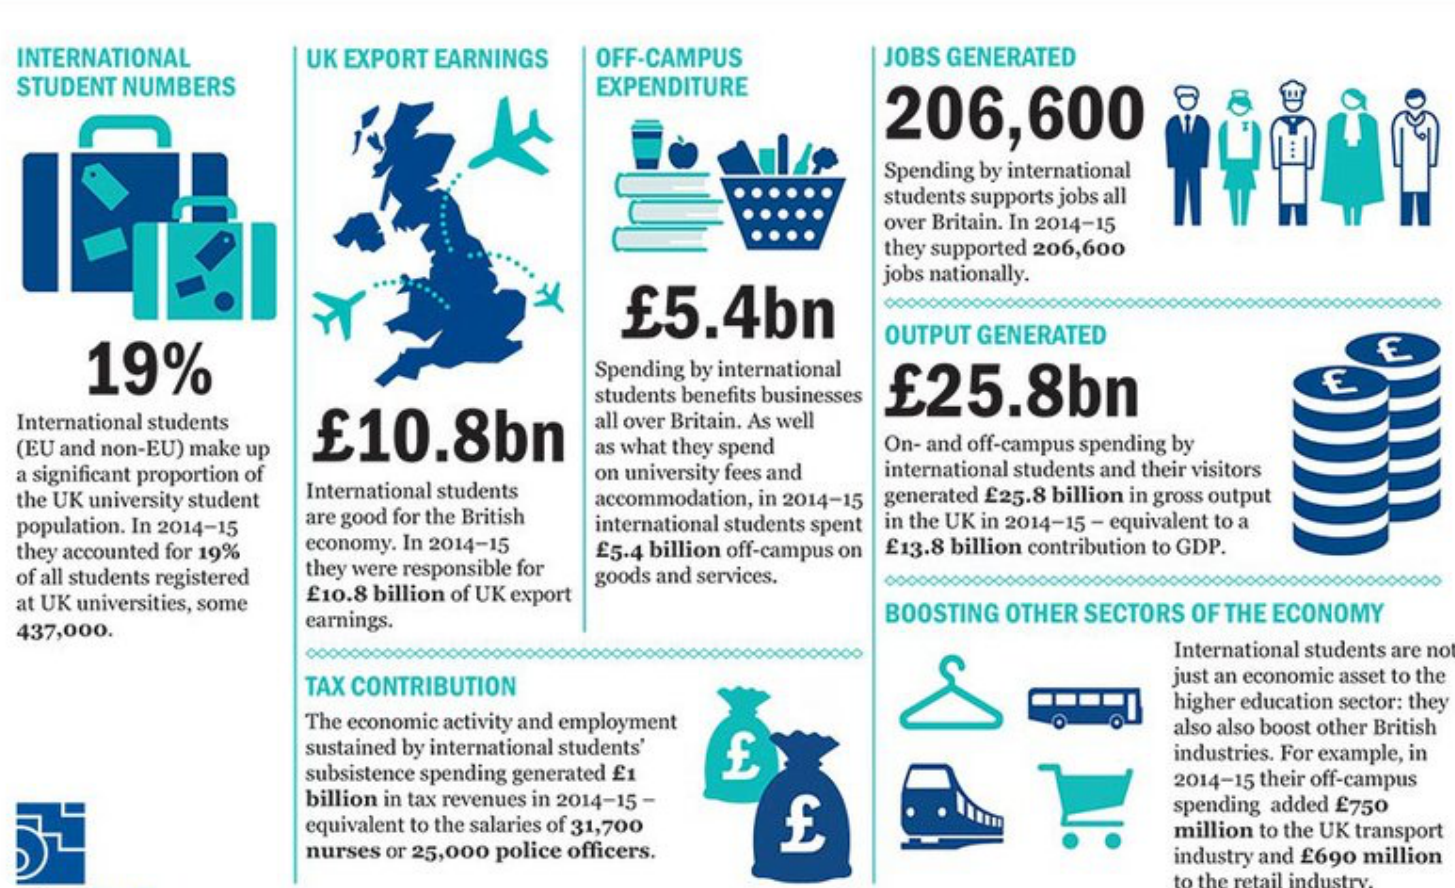 INTERNATIONAL
STUDENT NUMBERS
19%
International students
(EU and non-EU) make up
a significant proportion of
the UK university student
population. In 2014–15
they accounted for 19%
of all students registered
at UK universities, some
437,000.
UK EXPORT EARNINGS
£10.8bn
International students
are good for the British
economy. In 2014–15
they were responsible for
£10.8 billion of UK export
earnings.
OFF-CAMPUS
EXPENDITURE
£5.4bn
Spending by international
students benefits businesses
all over Britain. As well
as what they spend
on university fees and
accommodation, in 2014–15
international students spent
£5.4 billion off-campus on
goods and services.
TAX CONTRIBUTION
The economic activity and employment
sustained by international students'
subsistence spending generated £1
billion in tax revenues in 2014–15 –
equivalent to the salaries of 31,700
nurses or 25,000 police officers.
£
£
JOBS GENERATED
206,600
Spending by international
students supports jobs all
over Britain. In 2014–15
they supported 206,600
jobs nationally.
OUTPUT GENERATED
£25.8bn
On- and off-campus spending by
international students and their visitors
generated £25.8 billion in gross output
in the UK in 2014–15 – equivalent to a
£13.8 billion contribution to GDP.
£
£
BOOSTING OTHER SECTORS OF THE ECONOMY
International students are not
just an economic asset to the
higher education sector: they
also also boost other British
industries. For example, in
2014–15 their off-campus
spending added £750
million to the UK transport
industry and £690 million
to the retail industry.